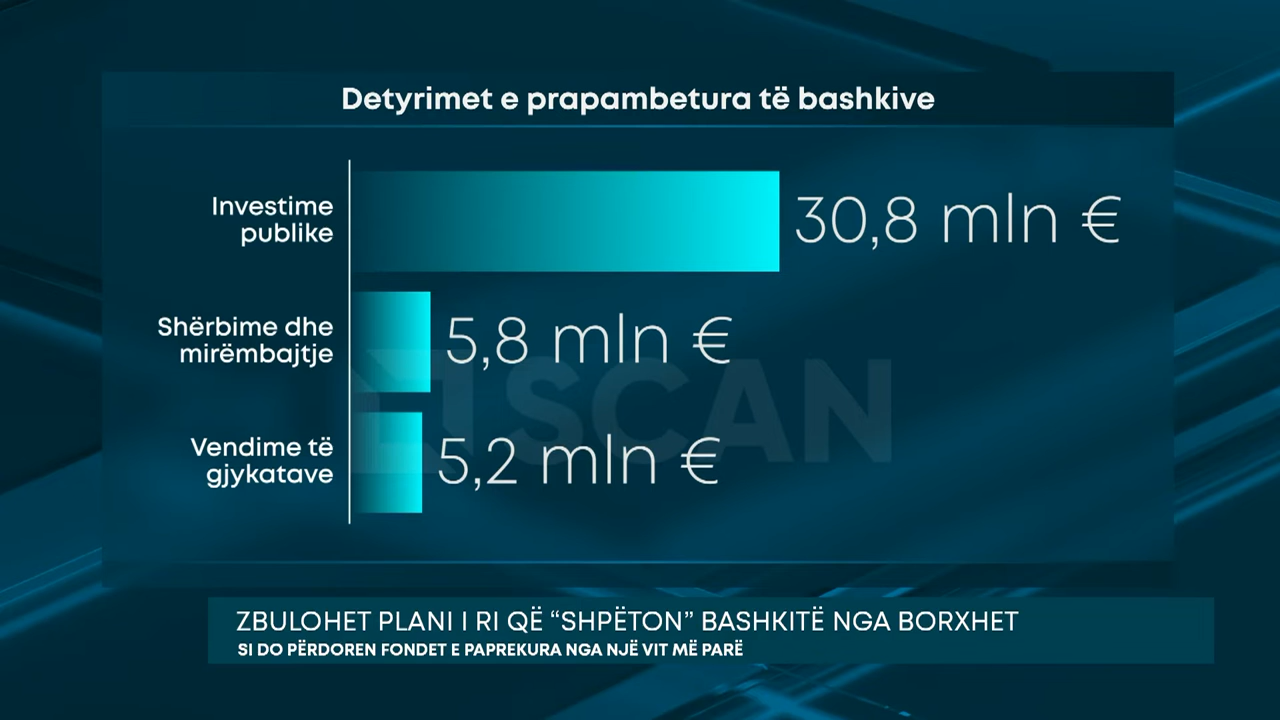 Detyrimet e prapambetura të bashkive
Investime
publike
30,8 mln €
Shërbime dhe
mirëmbajtje
5,8 mln €
Vendime të
gjykatave
5,2 mln €
SCAN
ZBULOHET PLANI I RI QË “SHPËTON” BASHKITË NGA BORXHET
SI DO PËRDOREN FONDET E PAPREKURA NGA NJË VIT MË PARË